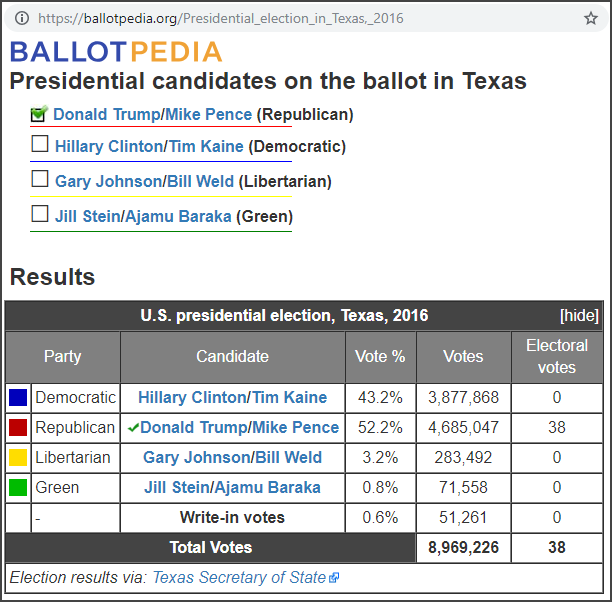 https://ballotpedia.org/Presidential_election_in_Texas,_2016
BALLOTPEDIA
Presidential candidates on the ballot in Texas
Donald Trump/Mike Pence (Republican)
Hillary Clinton/Tim Kaine (Democratic)
Gary Johnson/Bill Weld (Libertarian)
Jill Stein/Ajamu Baraka (Green)
Results
U.S. presidential election, Texas, 2016 [hide]
Party Candidate Vote % Votes Electoral votes
Democratic Hillary Clinton/Tim Kaine 43.2% 3,877,868 0
Republican Donald Trump/Mike Pence 52.2% 4,685,047 38
Libertarian Gary Johnson/Bill Weld 3.2% 283,492 0
Green Jill Stein/Ajamu Baraka 0.8% 71,558 0
- Write-in votes 0.6% 51,261 0
Total Votes 8,969,226 38
Election results via: Texas Secretary of State